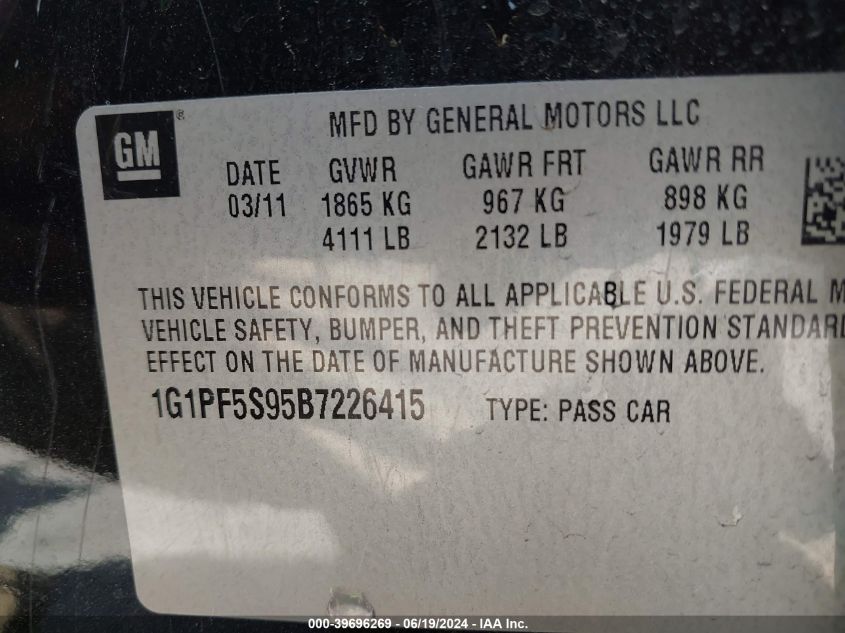 GM ®
MFD BY GENERAL MOTORS LLC
DATE GVWR GAWR FRT GAWR RR
03/11 1865 KG 967 KG 898 KG
4111 LB 2132 LB 1979 LB
THIS VEHICLE CONFORMS TO ALL APPLICABLE U.S. FEDERAL M
VEHICLE SAFETY, BUMPER, AND THEFT PREVENTION STANDARD
EFFECT ON THE DATE OF MANUFACTURE SHOWN ABOVE.
1G1PF5S95B7226415 TYPE: PASS CAR
000-39696269 - 06/19/2024 - IAA Inc.